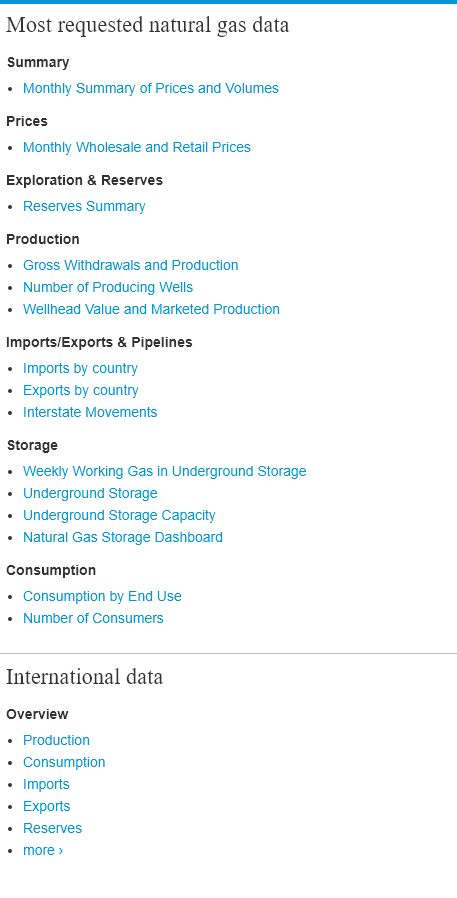 Most requested natural gas data
Summary
• Monthly Summary of Prices and Volumes
Prices
• Monthly Wholesale and Retail Prices
Exploration & Reserves
• Reserves Summary
Production
• Gross Withdrawals and Production
• Number of Producing Wells
• Wellhead Value and Marketed Production
Imports/Exports & Pipelines
• Imports by country
• Exports by country
• Interstate Movements
Storage
• Weekly Working Gas in Underground Storage
• Underground Storage
• Underground Storage Capacity
• Natural Gas Storage Dashboard
Consumption
• Consumption by End Use
• Number of Consumers
International data
Overview
• Production
• Consumption
• Imports
• Exports
• Reserves
• more ›